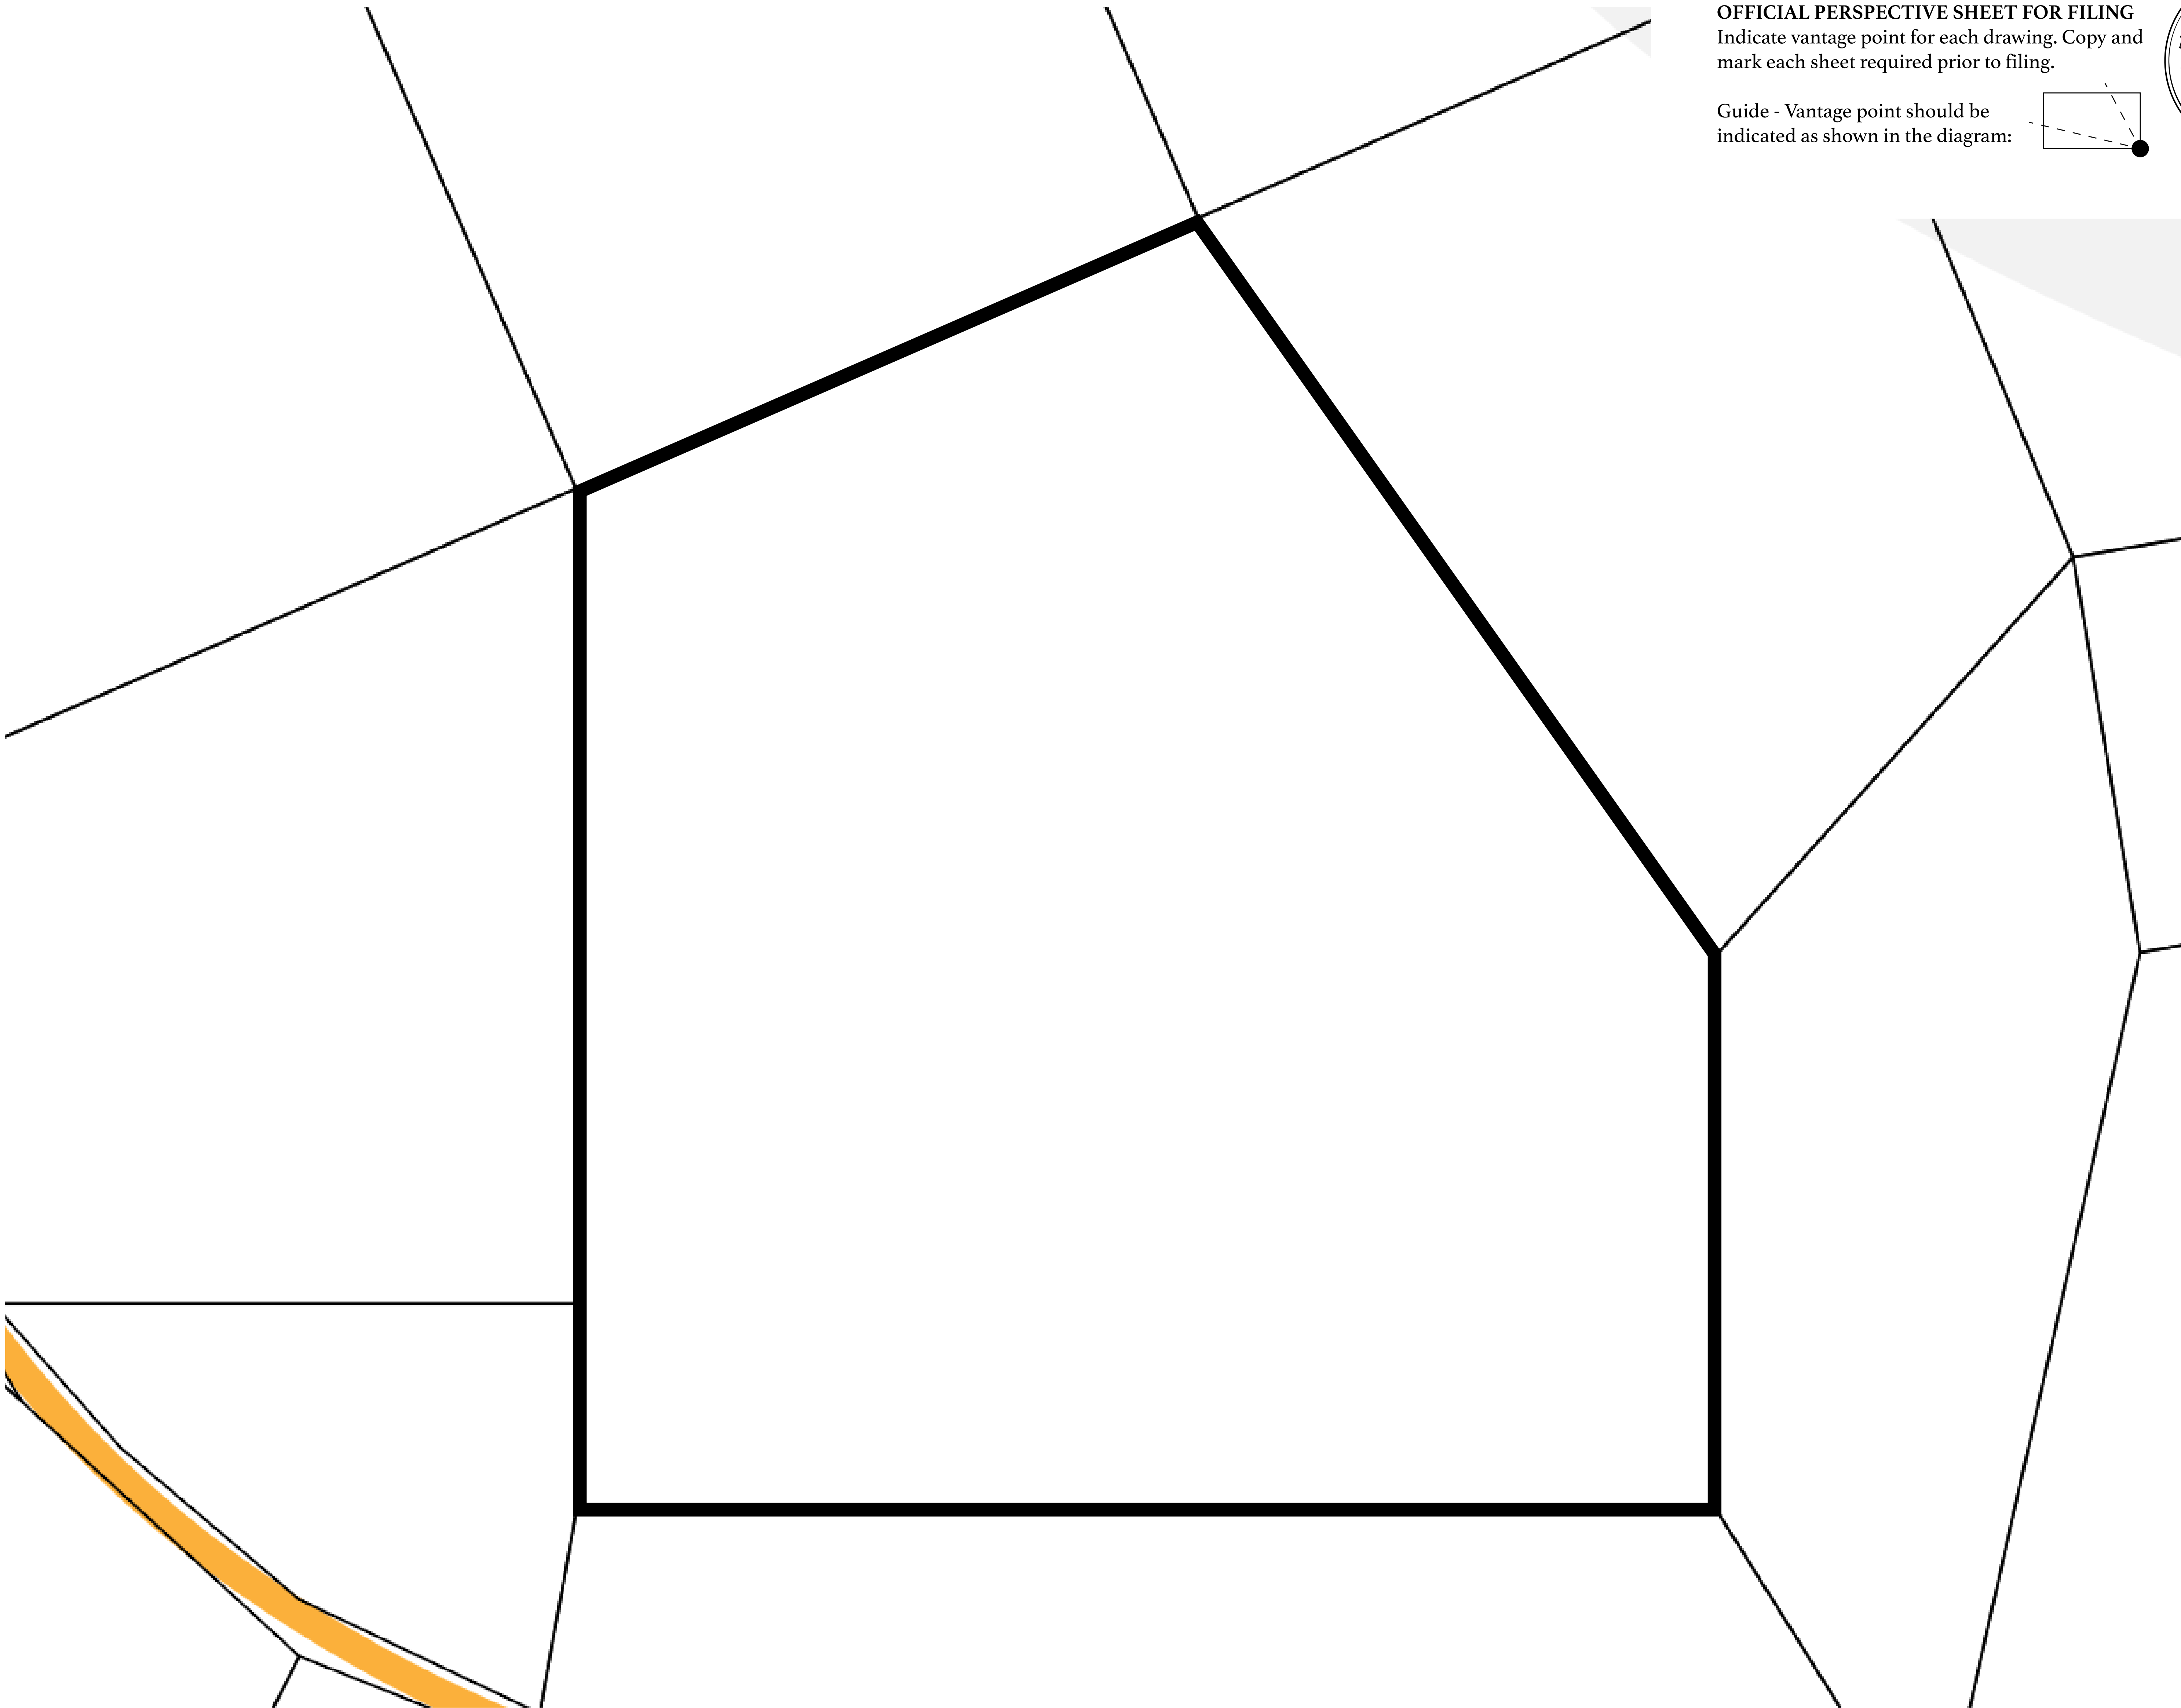 OFFICIAL PERSPECTIVE SHEET FOR FILING
Indicate vantage point for each drawing. Copy and
mark each sheet required prior to filing.
Guide - Vantage point should be
indicated as shown in the diagram: